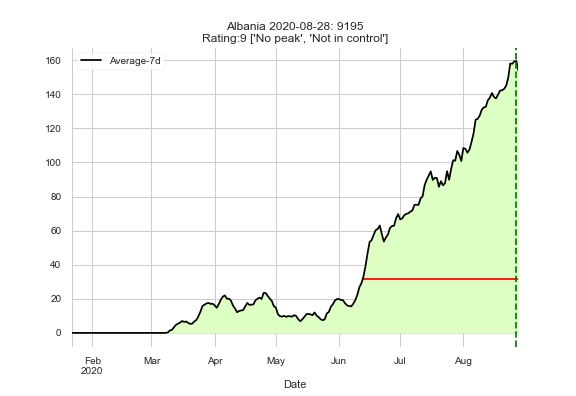 Albania 2020-08-28: 9195
Rating:9 ['No peak', 'Not in control']
Average-7d
160
140
120
100
80
60
40
20
0
Feb Mar Apr May Jun Jul Aug
2020
Date